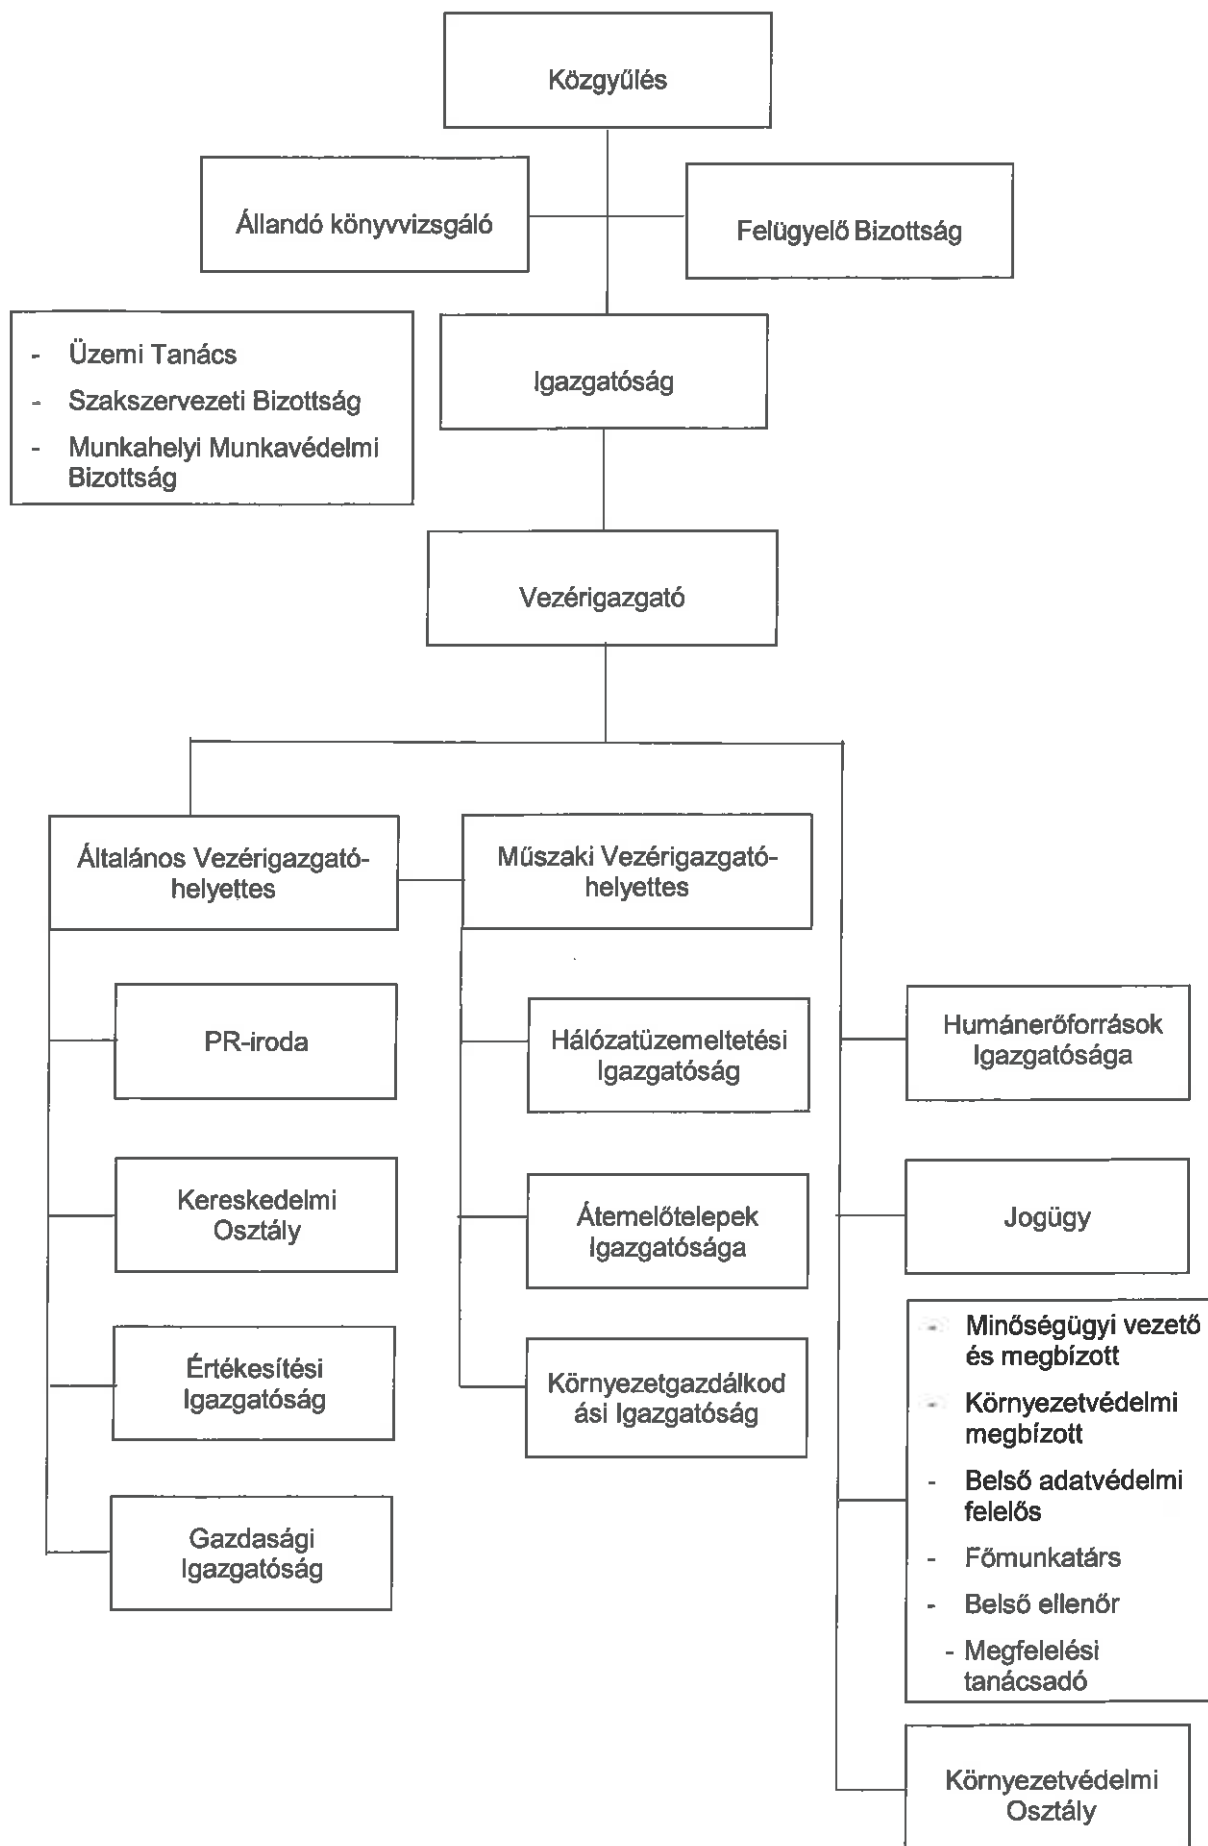 Közgyűlés
Állandó könyvvizsgáló
Felügyelő Bizottság
- Üzemi Tanács
- Szakszervezeti Bizottság
- Munkahelyi Munkavédelmi
Bizottság
Igazgatóság
Vezérigazgató
Általános Vezérigazgató-
helyettes
Műszaki Vezérigazgató-
helyettes
PR-iroda
Kereskedelmi
Osztály
Értékesítési
Igazgatóság
Gazdasági
Igazgatóság
Hálózatüzemeltetési
Igazgatóság
Átemelőtelepek
Igazgatósága
Környezetgazdálkod
ási Igazgatóság
Humánerőforrások
Igazgatósága
Jogügy
- Minőségügyi vezető
és megbízott
- Környezetvédelmi
megbízott
- Belső adatvédelmi
felelős
- Főmunkatárs
- Belső ellenőr
- Megfelelési
tanácsadó
Környezetvédelmi
Osztály